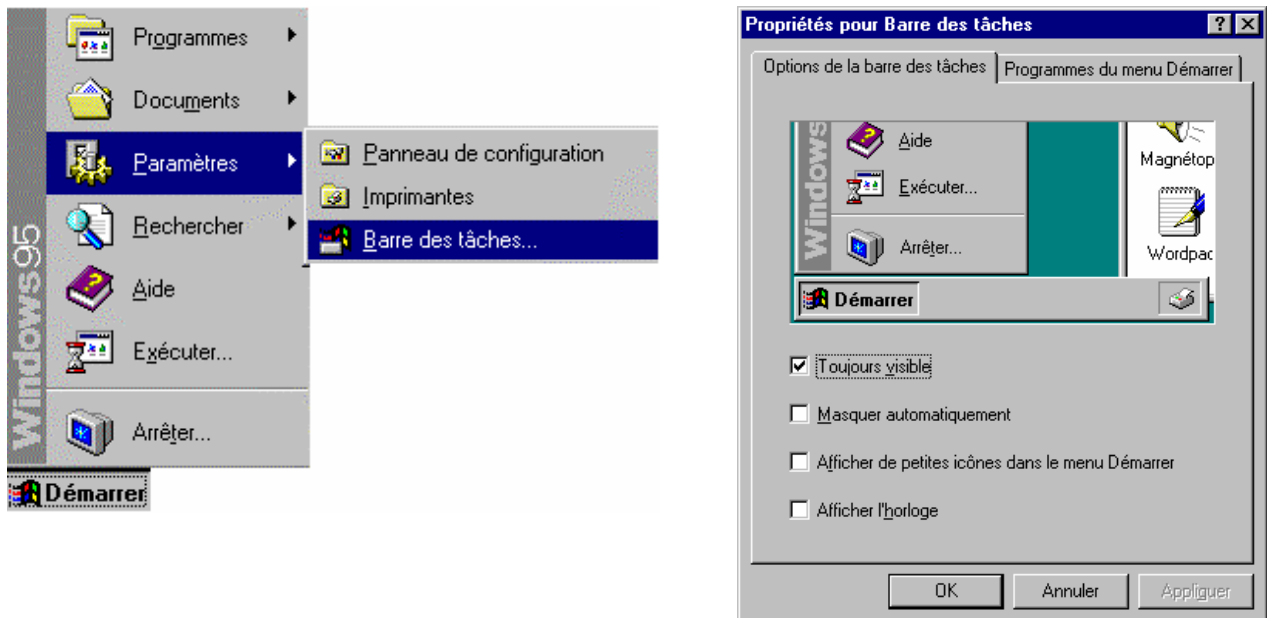 Programmes
Documents
Paramètres
Rechercher
Aide
Exécuter...
Arrêter...
Windows95
Démarrer
Panneau de configuration
Imprimantes
Barre des tâches...
Propriétés pour Barre des tâches
Options de la barre des tâches
Programmes du menu Démarrer
Windows
Aide
Exécuter...
Arrêter...
Magnétop
Wordpad
Démarrer
Toujours visible
Masquer automatiquement
Afficher de petites icônes dans le menu Démarrer
Afficher l'horloge
OK
Annuler
Appliquer